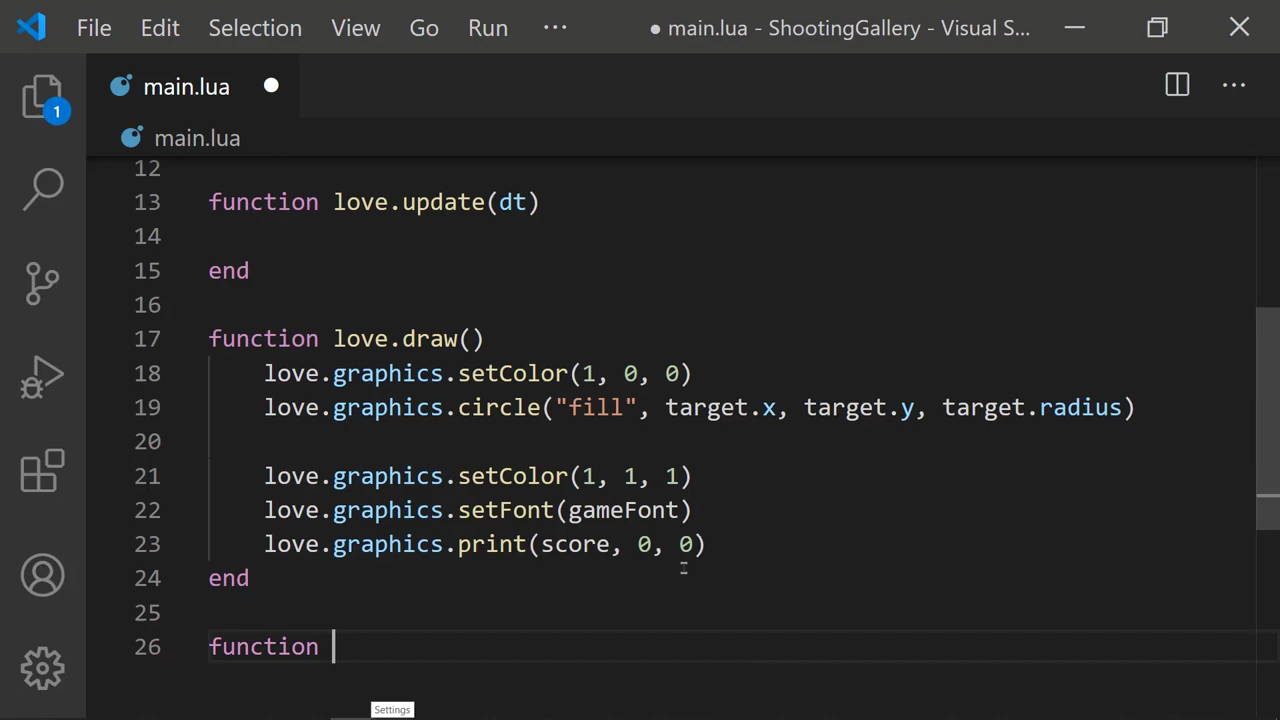 File Edit Selection View Go Run ··· ● main.lua - ShootingGallery - Visual S...
main.lua
1
main.lua
12
13 function love.update(dt)
14
15 end
16
17 function love.draw()
18 love.graphics.setColor(1, 0, 0)
19 love.graphics.circle("fill", target.x, target.y, target.radius)
20
21 love.graphics.setColor(1, 1, 1)
22 love.graphics.setFont(gameFont)
23 love.graphics.print(score, 0, 0)
24 end
25
26 function
Settings